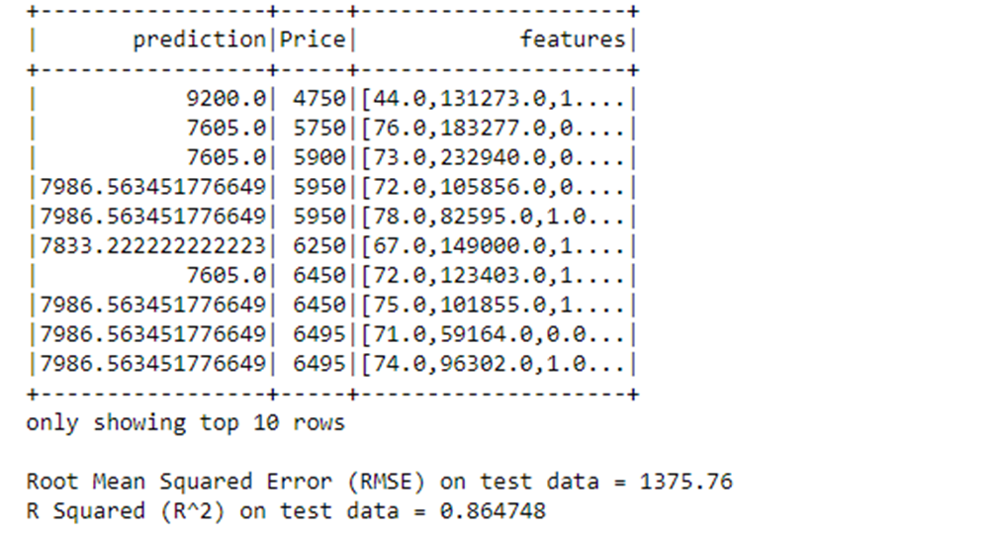 +-----------------+-----+--------------------+
|       prediction|Price|            features|
+-----------------+-----+--------------------+
|           9200.0| 4750|[44.0,131273.0,1....|
|           7605.0| 5750|[76.0,183277.0,0....|
|           7605.0| 5900|[73.0,232940.0,0....|
|7986.563451776649| 5950|[72.0,105856.0,0....|
|7986.563451776649| 5950|[78.0,82595.0,1.0...|
|7833.222222222223| 6250|[67.0,149000.0,1....|
|           7605.0| 6450|[72.0,123403.0,1....|
|7986.563451776649| 6450|[75.0,101855.0,1....|
|7986.563451776649| 6495|[71.0,59164.0,0.0...|
|7986.563451776649| 6495|[74.0,96302.0,1.0...|
+-----------------+-----+--------------------+
only showing top 10 rows
Root Mean Squared Error (RMSE) on test data = 1375.76
R Squared (R^2) on test data = 0.864748